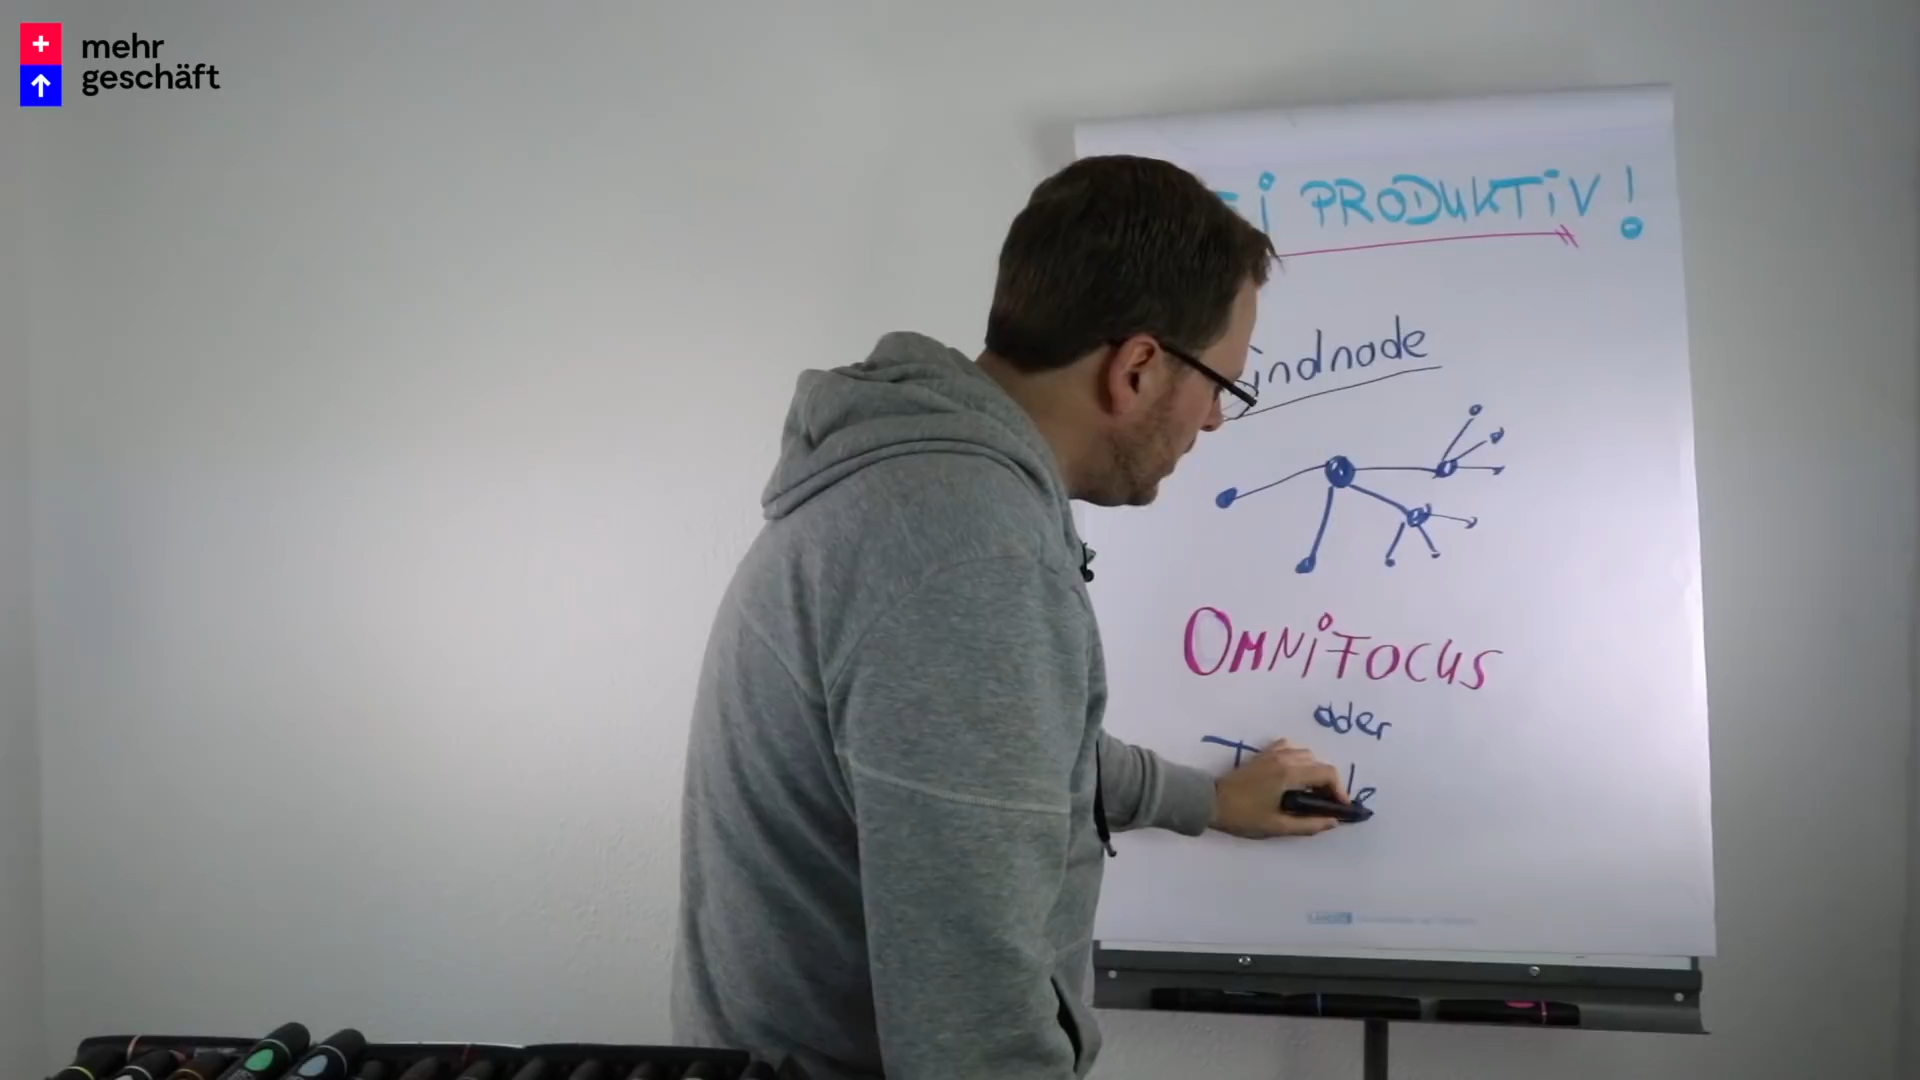 mehr
geschäft
PRODUKTIV!
indnode
OMNIFOCUS
oder